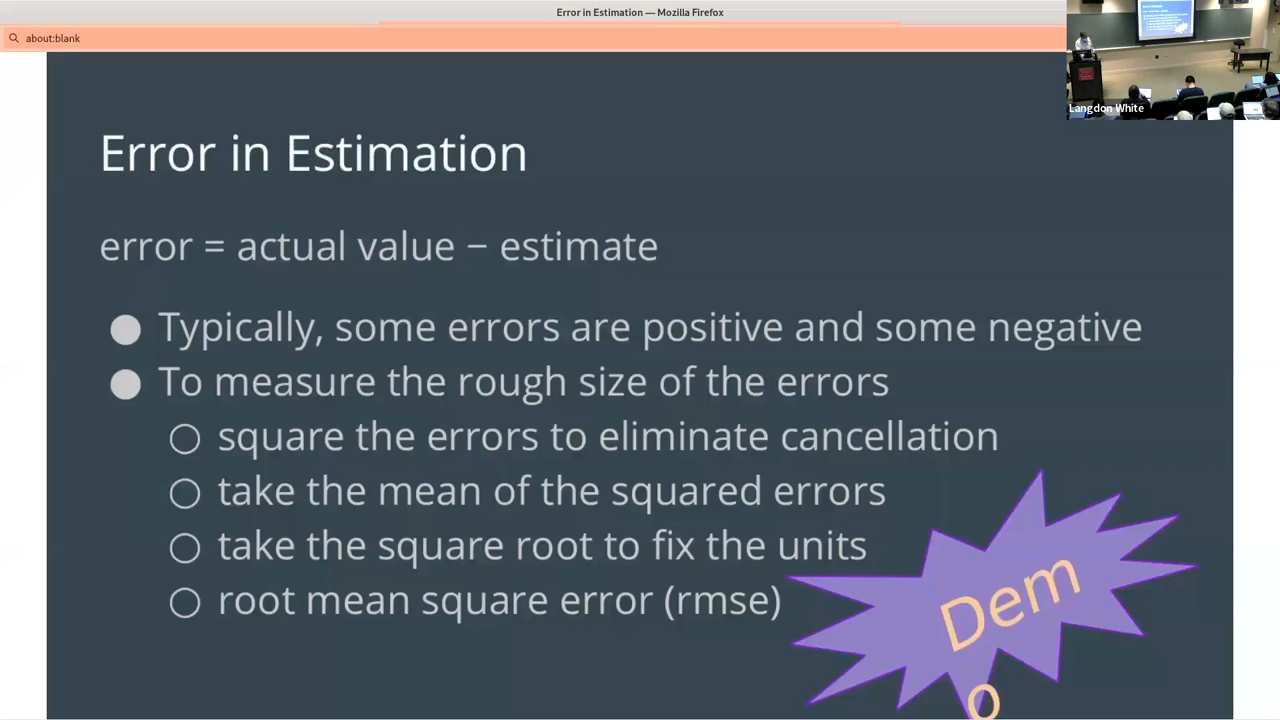 Error in Estimation — Mozilla Firefox
about:blank
Langdon White
Error in Estimation
error = actual value − estimate
● Typically, some errors are positive and some negative
● To measure the rough size of the errors
○ square the errors to eliminate cancellation
○ take the mean of the squared errors
○ take the square root to fix the units
○ root mean square error (rmse)
Dem
o